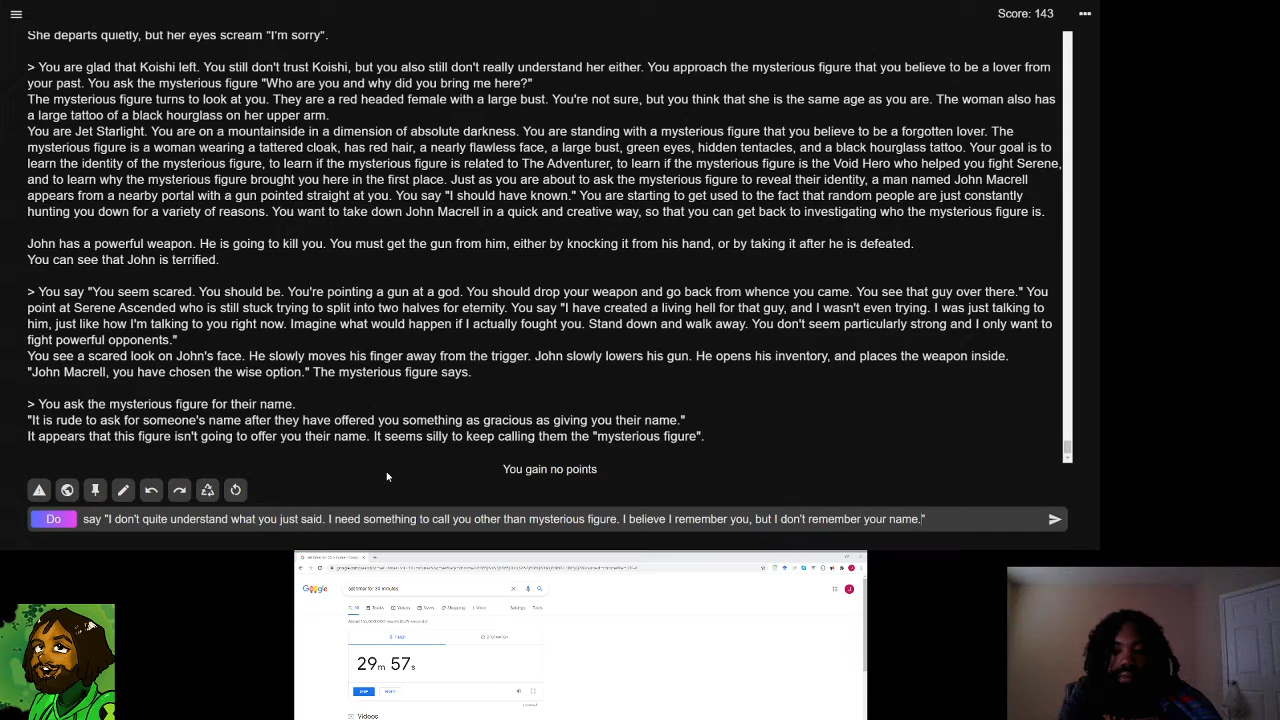 Score: 143
She departs quietly, but her eyes scream "I'm sorry".
> You are glad that Koishi left. You still don't trust Koishi, but you also still don't really understand her either. You approach the mysterious figure that you believe to be a lover from
your past. You ask the mysterious figure "Who are you and why did you bring me here?"
The mysterious figure turns to look at you. They are a red headed female with a large bust. You're not sure, but you think that she is the same age as you are. The woman also has
a large tattoo of a black hourglass on her upper arm.
You are Jet Starlight. You are on a mountainside in a dimension of absolute darkness. You are standing with a mysterious figure that you believe to be a forgotten lover. The
mysterious figure is a woman wearing a tattered cloak, has red hair, a nearly flawless face, a large bust, green eyes, hidden tentacles, and a black hourglass tattoo. Your goal is to
learn the identity of the mysterious figure, to learn if the mysterious figure is related to The Adventurer, to learn if the mysterious figure is the Void Hero who helped you fight Serene,
and to learn why the mysterious figure brought you here in the first place. Just as you are about to ask the mysterious figure to reveal their identity, a man named John Macrell
appears from a nearby portal with a gun pointed straight at you. You say "I should have known." You are starting to get used to the fact that random people are just constantly
hunting you down for a variety of reasons. You want to take down John Macrell in a quick and creative way, so that you can get back to investigating who the mysterious figure is.
John has a powerful weapon. He is going to kill you. You must get the gun from him, either by knocking it from his hand, or by taking it after he is defeated.
You can see that John is terrified.
> You say "You seem scared. You should be. You're pointing a gun at a god. You should drop your weapon and go back from whence you came. You see that guy over there." You
point at Serene Ascended who is still stuck trying to split into two halves for eternity. You say "I have created a living hell for that guy, and I wasn't even trying. I was just talking to
him, just like how I'm talking to you right now. Imagine what would happen if I actually fought you. Stand down and walk away. You don't seem particularly strong and I only want to
fight powerful opponents."
You see a scared look on John's face. He slowly moves his finger away from the trigger. John slowly lowers his gun. He opens his inventory, and places the weapon inside.
"John Macrell, you have chosen the wise option." The mysterious figure says.
> You ask the mysterious figure for their name.
"It is rude to ask for someone's name after they have offered you something as gracious as giving you their name."
It appears that this figure isn't going to offer you their name. It seems silly to keep calling them the "mysterious figure".
You gain no points
Do say "I don't quite understand what you just said. I need something to call you other than mysterious figure. I believe I remember you, but I don't remember your name."
Google set timer for 30 minutes
All Books Videos News Shopping More Settings Tools
TIMER STOPWATCH
29m 57s
STOP RESET
Videos